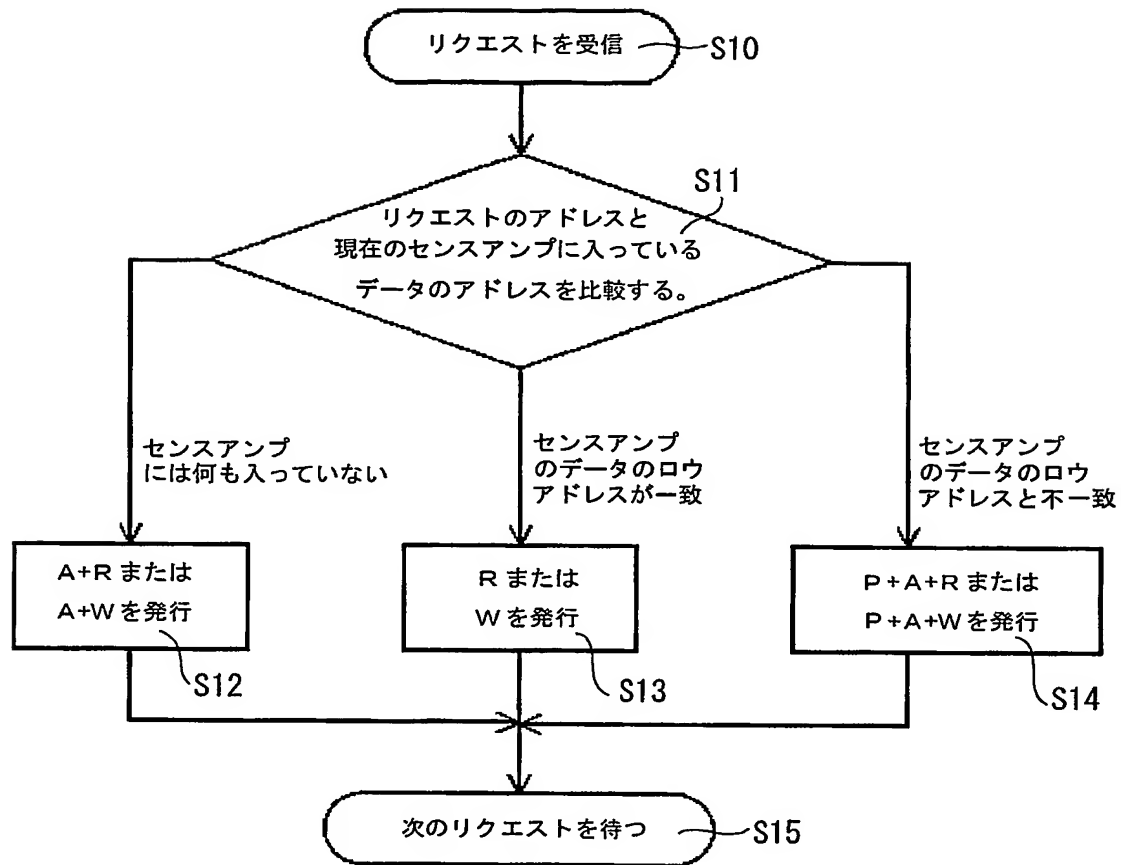 リクエストを受信
S10
S11
リクエストのアドレスと
現在のセンスアンプに入っている
データのアドレスを比較する。
センスアンプ
には何も入っていない
センスアンプ
のデータのロウ
アドレスが一致
センスアンプ
のデータのロウ
アドレスと不一致
A+R または
A+W を発行
S12
R または
W を発行
S13
P+A+R または
P+A+W を発行
S14
次のリクエストを待つ
S15